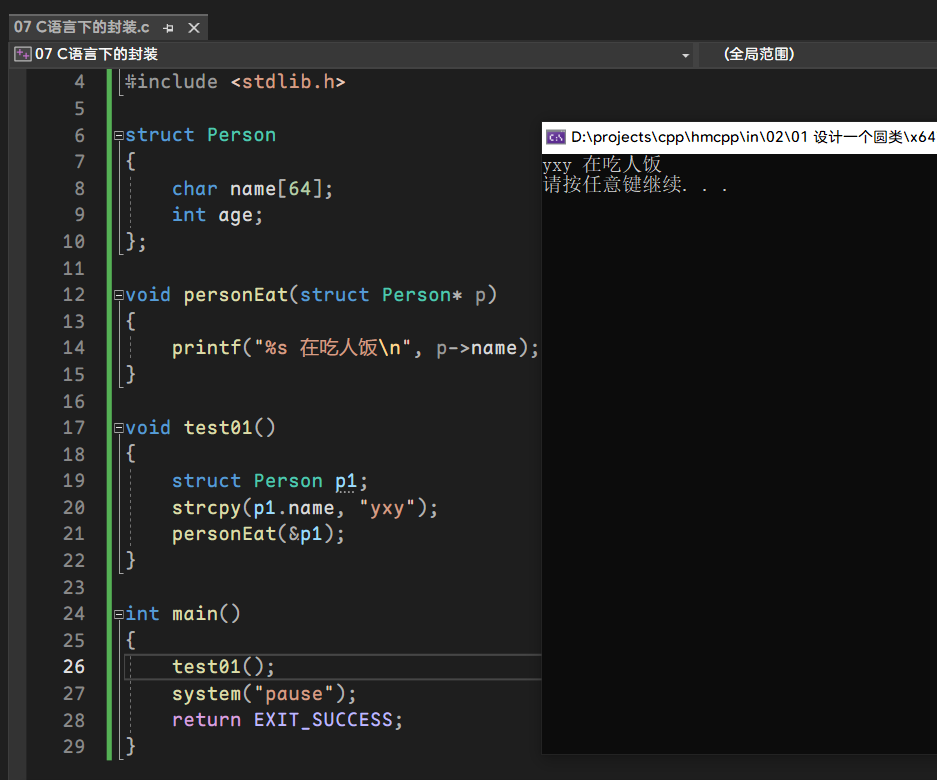 07 C语言下的封装.c
07 C语言下的封装
(全局范围)
4 #include <stdlib.h>
5
6 struct Person
7 {
8 char name[64];
9 int age;
10 };
11
12 void personEat(struct Person* p)
13 {
14 printf("%s 在吃人饭\n", p->name);
15 }
16
17 void test01()
18 {
19 struct Person p1;
20 strcpy(p1.name, "yxy");
21 personEat(&p1);
22 }
23
24 int main()
25 {
26 test01();
27 system("pause");
28 return EXIT_SUCCESS;
29 }
D:\projects\cpp\hmcpp\in\02\01 设计一个圆类\x64
yxy 在吃人饭
请按任意键继续. . .